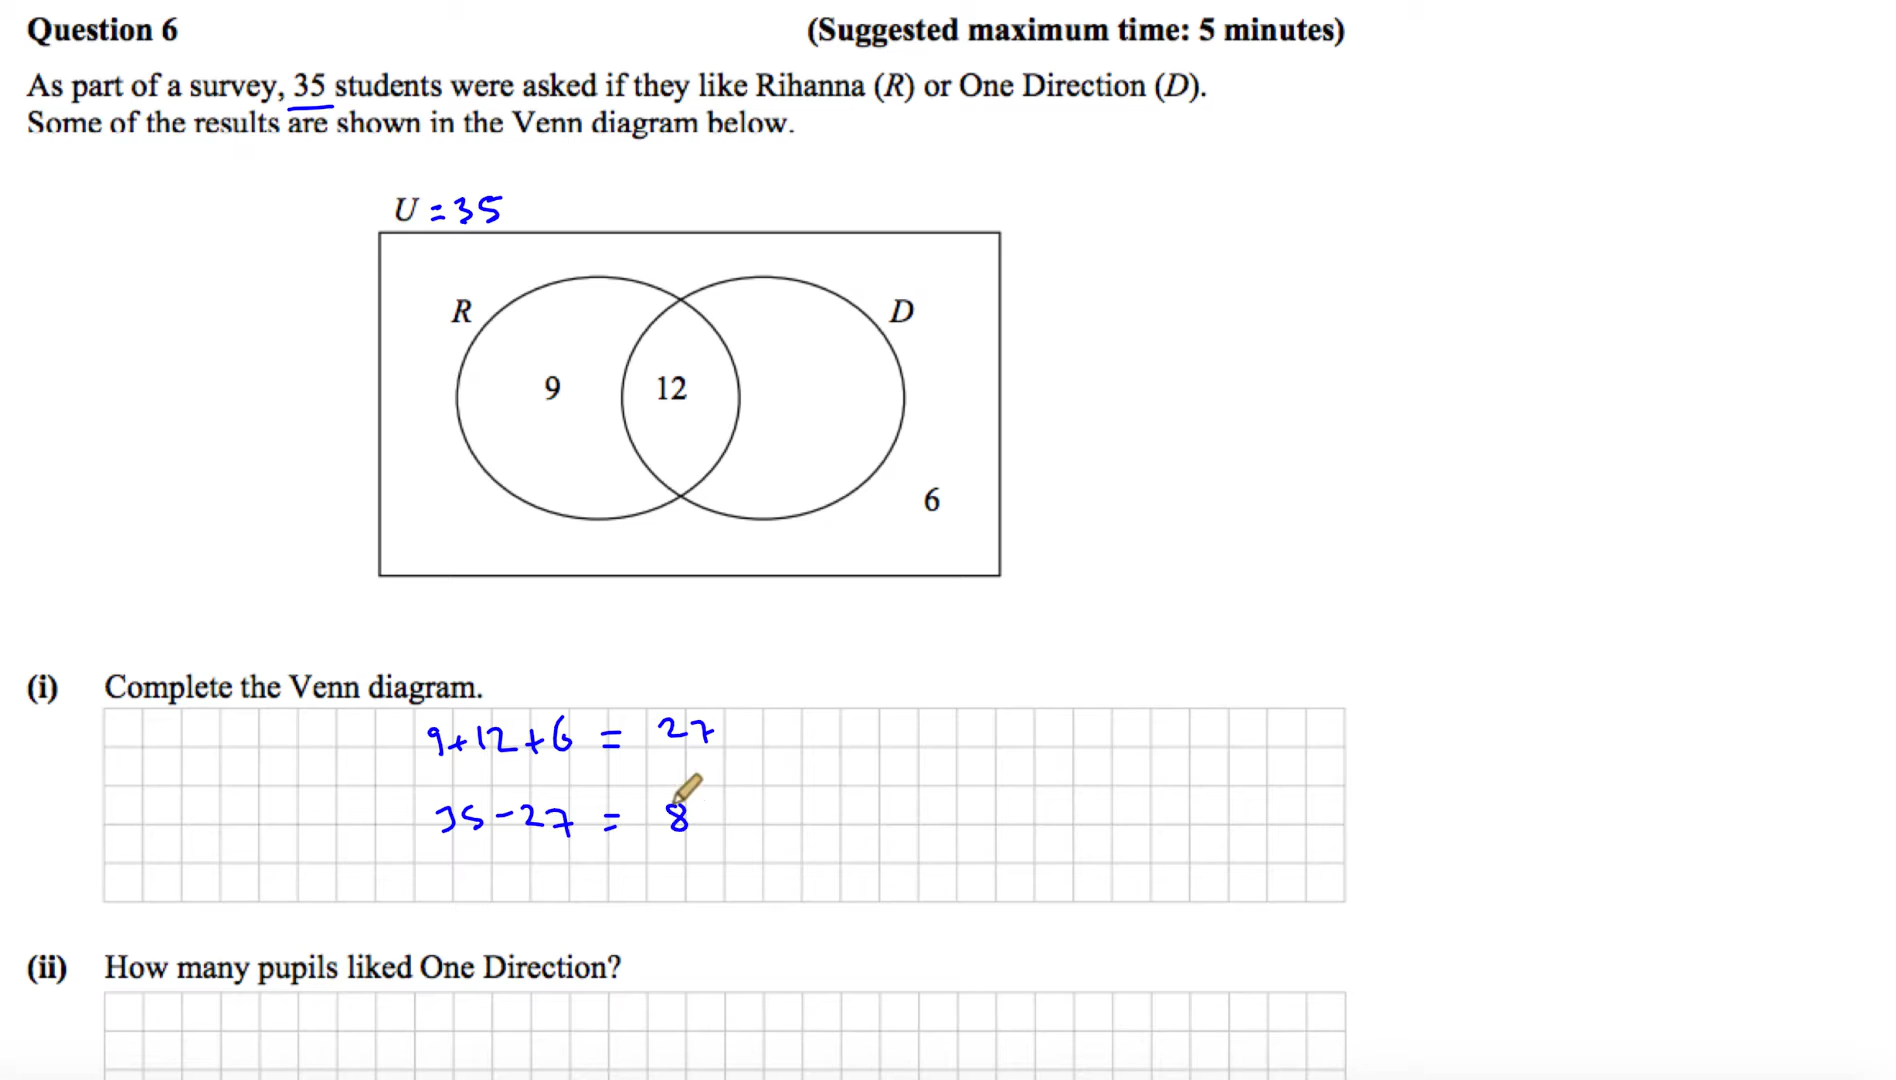 Question 6 (Suggested maximum time: 5 minutes)
As part of a survey, 35 students were asked if they like Rihanna (R) or One Direction (D).
Some of the results are shown in the Venn diagram below.
U = 35
R D
9 12
6
(i) Complete the Venn diagram.
9+12+6 = 27
35-27 = 8
(ii) How many pupils liked One Direction?